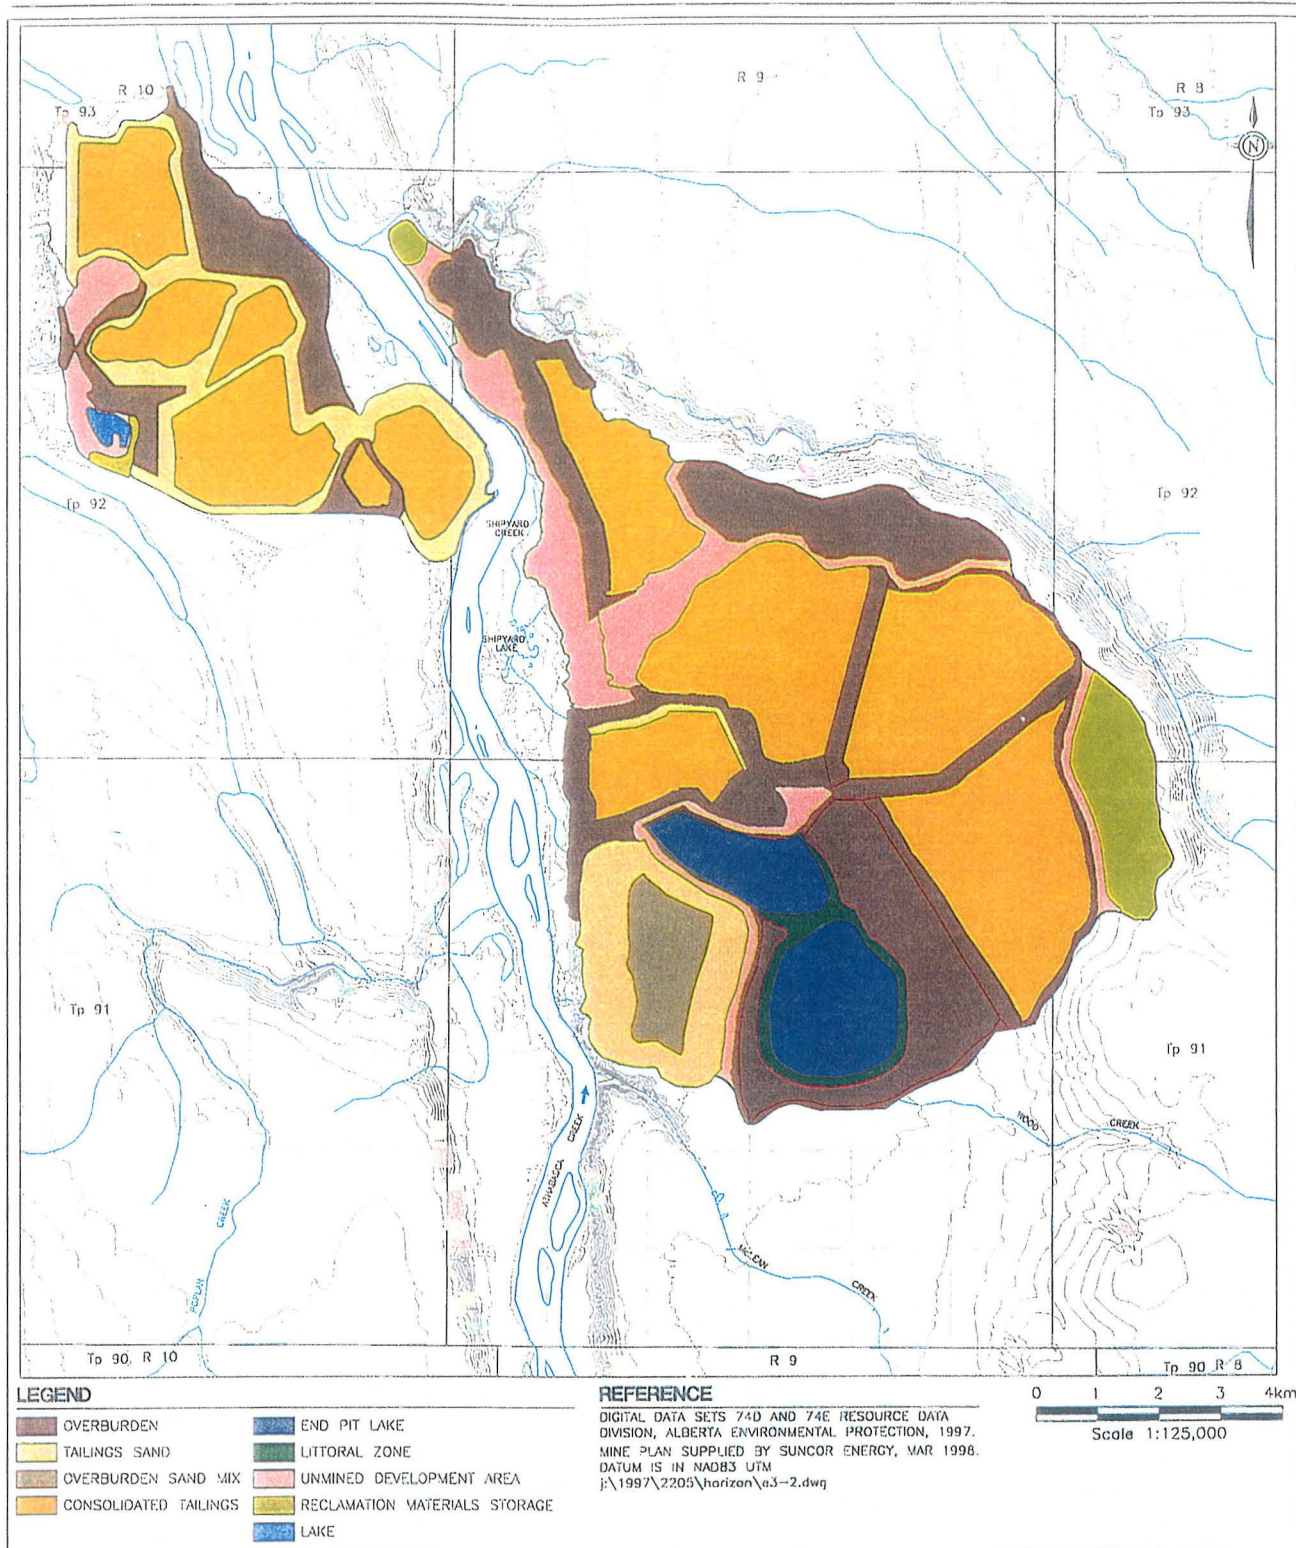 R 10
R 9
R 8
Tp 93
Tp 93
N
Tp 92
Tp 92
SHIPYARD
CREEK
SHIPYARD
LAKE
Tp 91
Tp 91
WOOD CREEK
ATHABASCA CREEK
POPLAR CREEK
McLEAN CREEK
Tp 90 R 10
R 9
Tp 90 R 8
LEGEND
OVERBURDEN
TAILINGS SAND
OVERBURDEN SAND MIX
CONSOLIDATED TAILINGS
END PIT LAKE
LITTORAL ZONE
UNMINED DEVELOPMENT AREA
RECLAMATION MATERIALS STORAGE
LAKE
REFERENCE
DIGITAL DATA SETS 74D AND 74E RESOURCE DATA
DIVISION, ALBERTA ENVIRONMENTAL PROTECTION, 1997.
MINE PLAN SUPPLIED BY SUNCOR ENERGY, MAR 1998.
DATUM IS IN NAD83 UTM
j:\1997\2205\horizon\e3-2.dwg
0 1 2 3 4km
Scale 1:125,000